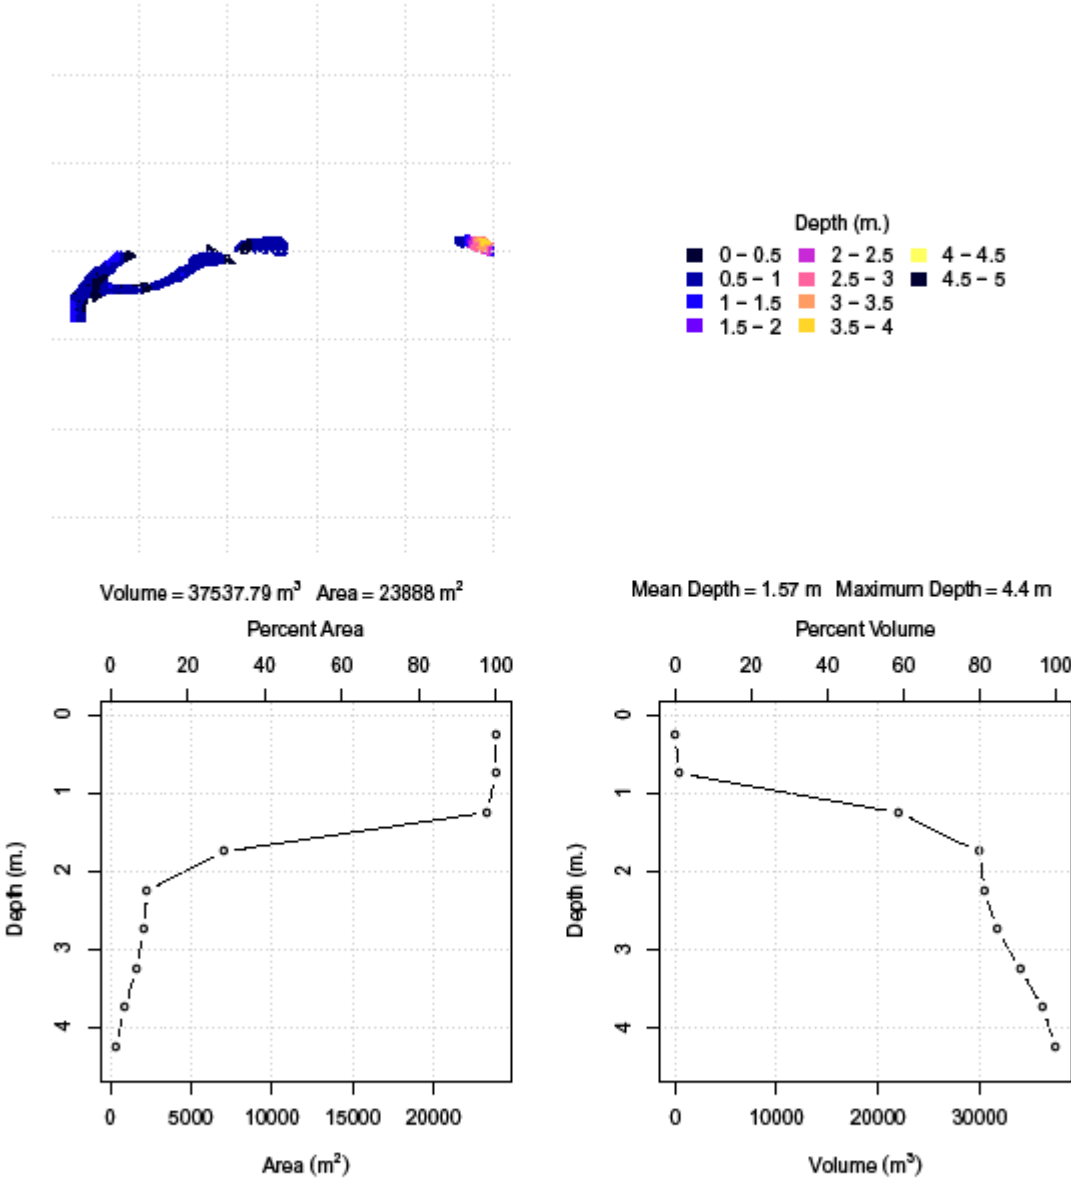 Depth (m.)
0 – 0.5 2 – 2.5 4 – 4.5
0.5 – 1 2.5 – 3 4.5 – 5
1 – 1.5 3 – 3.5
1.5 – 2 3.5 – 4
Volume = 37537.79 m³ Area = 23888 m²
Mean Depth = 1.57 m Maximum Depth = 4.4 m
Percent Area
0 20 40 60 80 100
Depth (m.)
0
1
2
3
4
0 5000 10000 15000 20000
Area (m²)
Percent Volume
0 20 40 60 80 100
Depth (m.)
0
1
2
3
4
0 10000 20000 30000
Volume (m³)